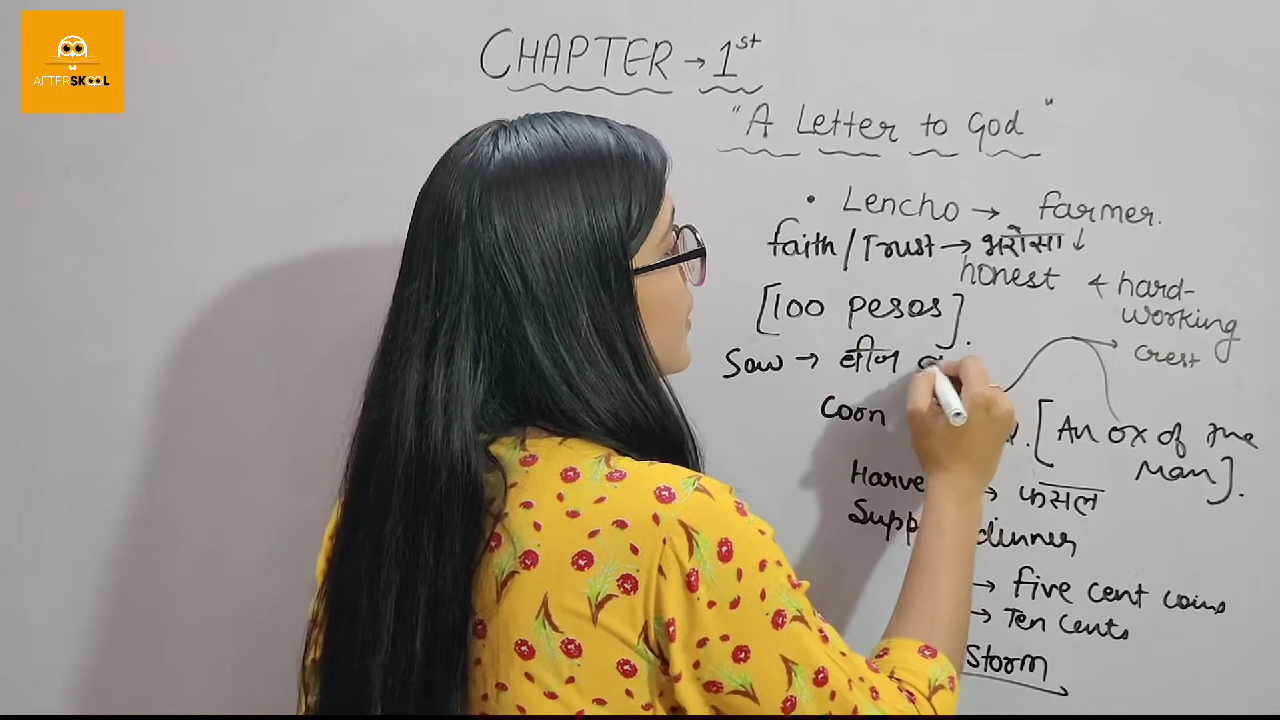 AFTERSKOOL
CHAPTER → 1st
"A Letter to God"
• Lencho → farmer.
faith/Trust → भरोसा ↓
honest & hard-
working
[100 pesos].
crest
Sow → बीज
Corn
[An ox of the
man].
Harve → फसल
Supp dinner
→ five cent coins
→ Ten cents
Storm